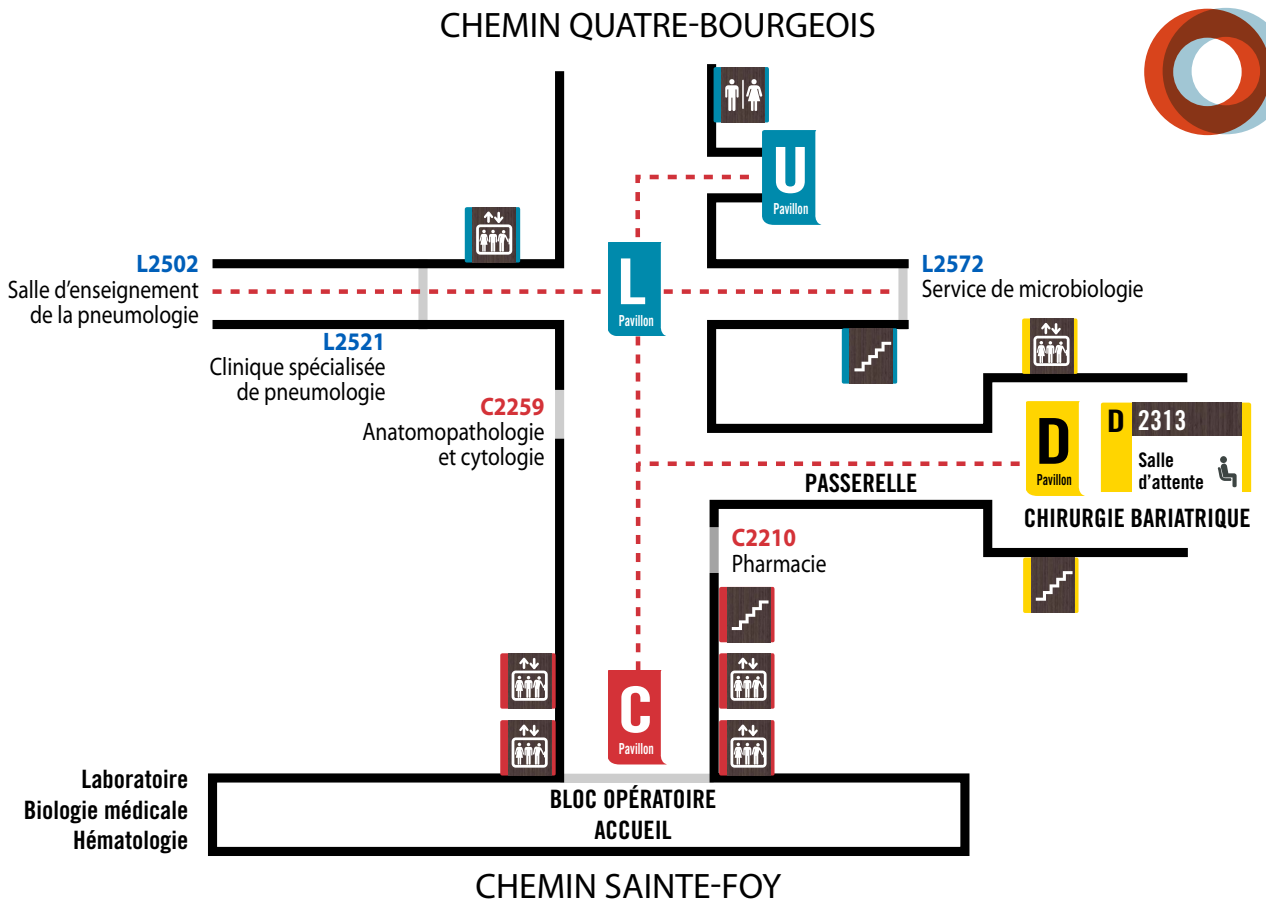 CHEMIN QUATRE-BOURGEOIS
U
Pavillon
L2502
Salle d'enseignement
de la pneumologie
L
Pavillon
L2572
Service de microbiologie
L2521
Clinique spécialisée
de pneumologie
C2259
Anatomopathologie
et cytologie
D
Pavillon
D 2313
Salle
d'attente
PASSERELLE
CHIRURGIE BARIATRIQUE
C2210
Pharmacie
C
Pavillon
Laboratoire
Biologie médicale
Hématologie
BLOC OPÉRATOIRE
ACCUEIL
CHEMIN SAINTE-FOY